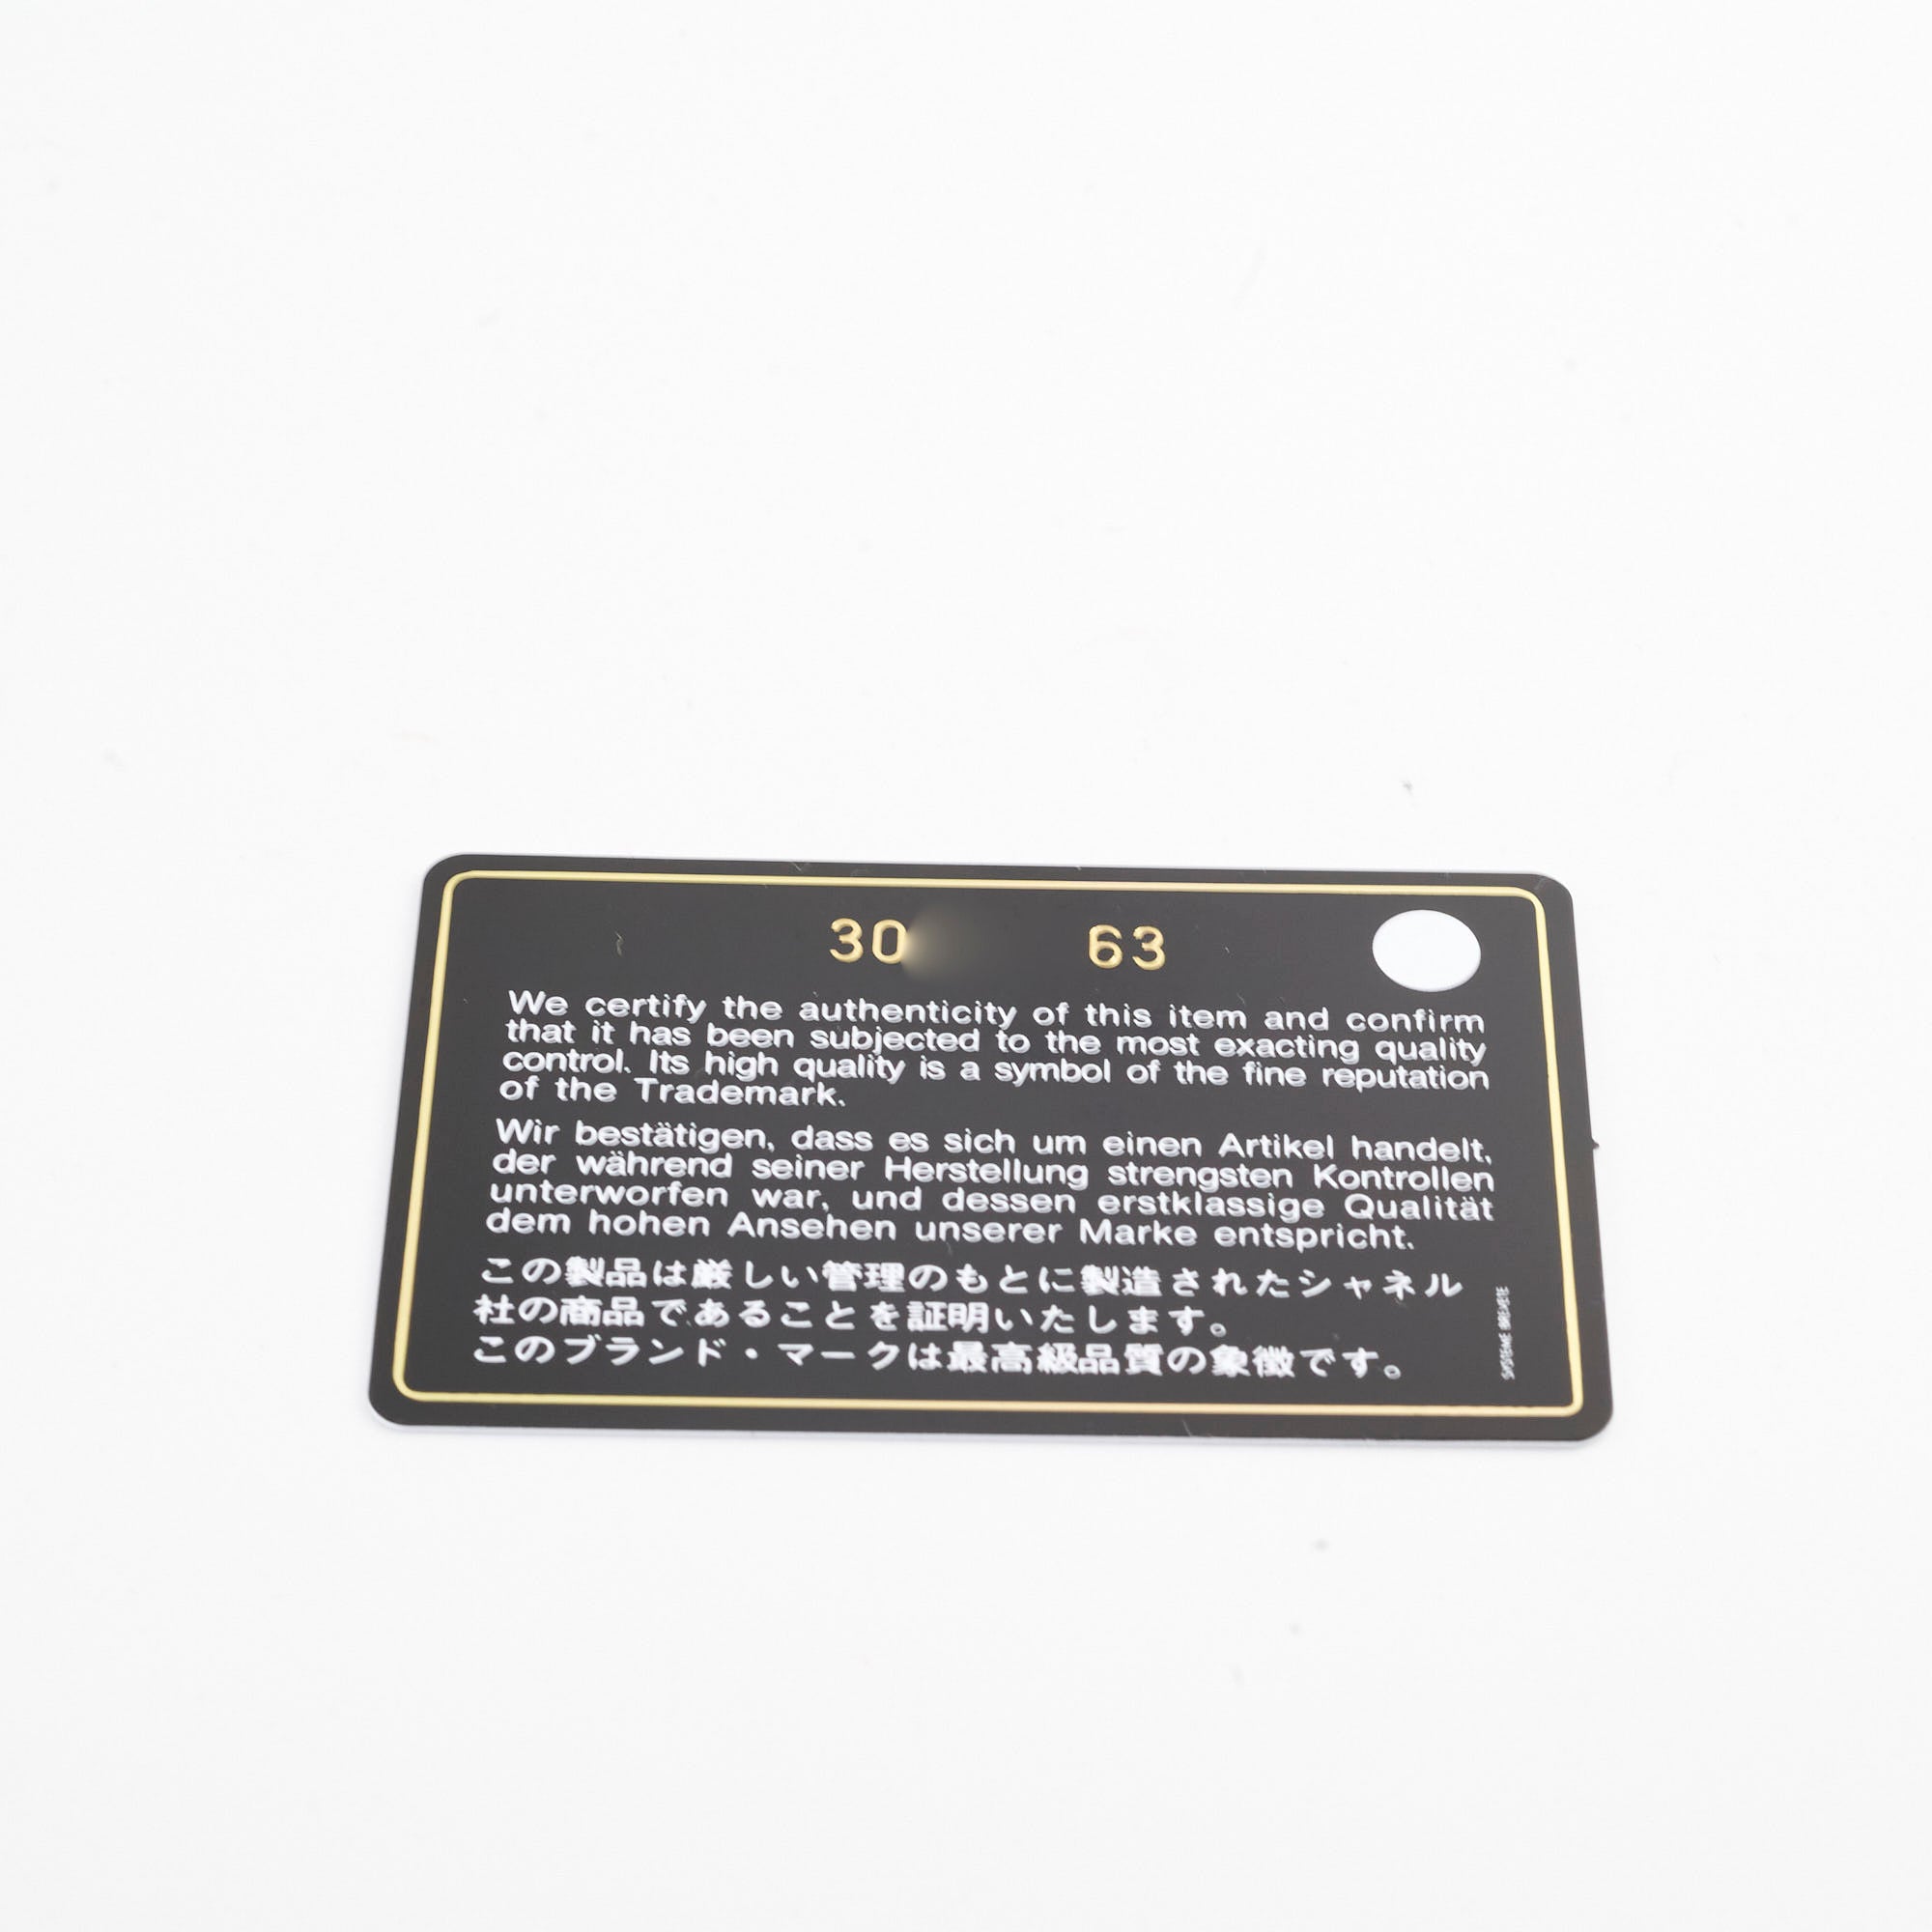 30 63
We certify the authenticity of this item and confirm
that it has been subjected to the most exacting quality
control. Its high quality is a symbol of the fine reputation
of the Trademark.
Wir bestätigen, dass es sich um einen Artikel handelt,
der während seiner Herstellung strengsten Kontrollen
unterworfen war, und dessen erstklassige Qualität
dem hohen Ansehen unserer Marke entspricht.
この製品は厳しい管理のもとに製造されたシャネル
社の商品であることを証明いたします。
このブランド・マークは最高級品質の象徴です。
SYSTEME BREVETE